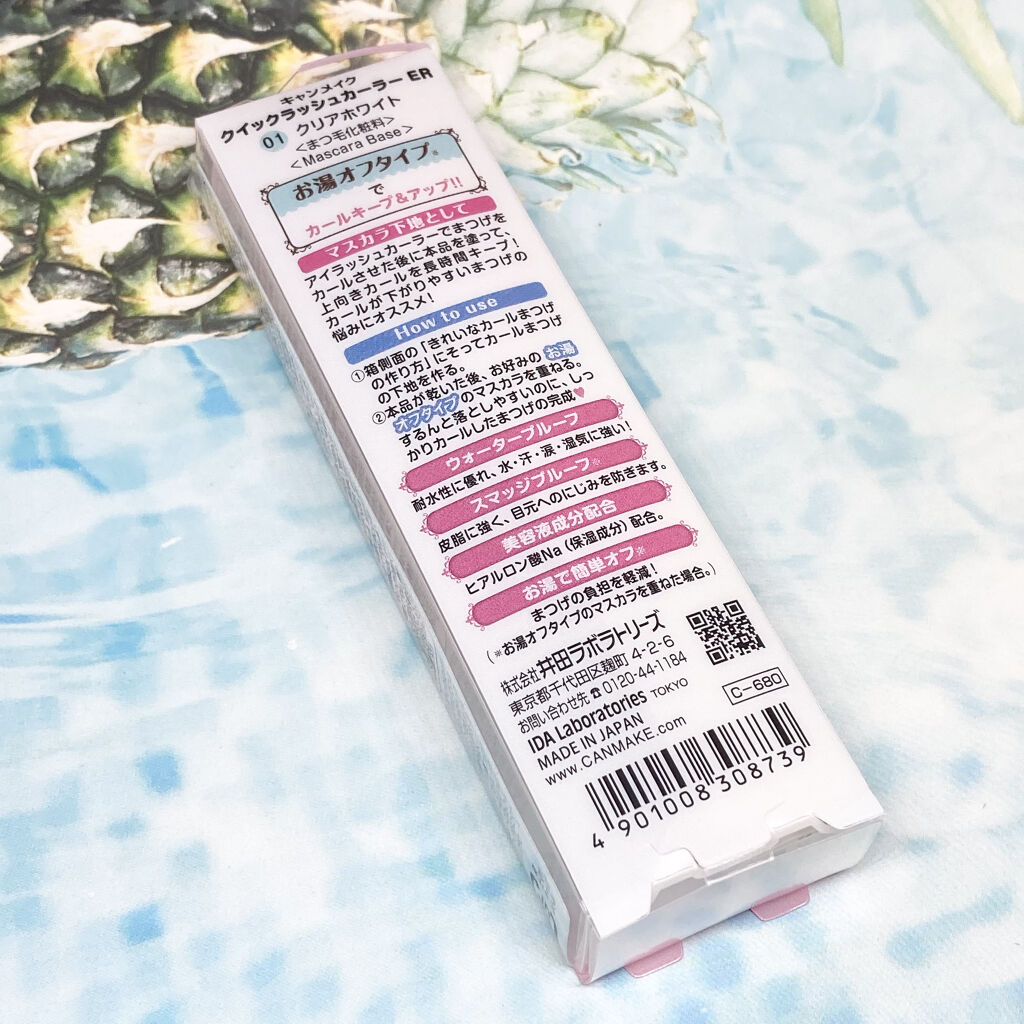 キャンメイク
クイックラッシュカーラー ER
01 クリアホワイト
<まつ毛化粧料>
<Mascara Base>
お湯オフタイプ※
で
カールキープ&アップ!!
マスカラ下地として
アイラッシュカーラーでまつげを
カールさせた後に本品を塗って、
上向きカールを長時間キープ!
カールが下がりやすいまつげの
悩みにオススメ!
How to use
①箱側面の「きれいなカールまつげ
の作り方」にそってカールまつげ
の下地を作る。
②本品が乾いた後、お好みのお湯
オフタイプのマスカラを重ねる。
するんと落としやすいのに、しっ
かりカールしたまつげの完成♥
ウォータープルーフ
耐水性に優れ、水・汗・涙・湿気に強い!
スマッジプルーフ※
皮脂に強く、目元へのにじみを防ぎます。
美容液成分配合
ヒアルロン酸Na (保湿成分) 配合。
お湯で簡単オフ※
まつげの負担を軽減!
(※お湯オフタイプのマスカラを重ねた場合。)
株式会社 井田ラボラトリーズ
東京都千代田区麹町 4-2-6
お問い合わせ先☎0120-44-1184
IDA Laboratories TOKYO
MADE IN JAPAN
www.CANMAKE.com
C-680
4 901008 308739